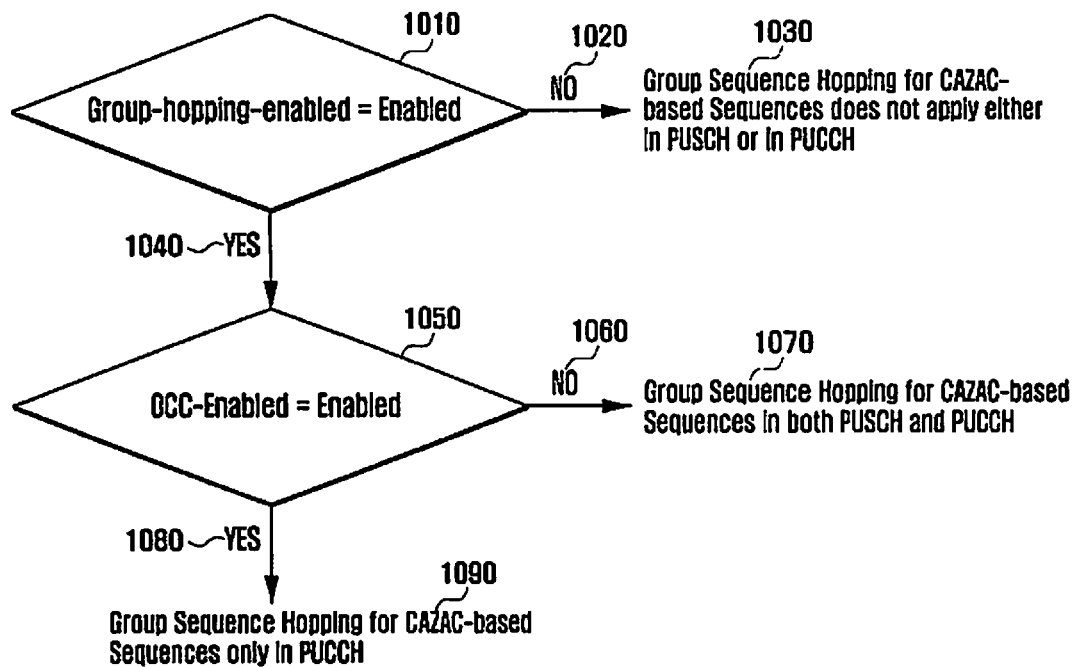 1010
1020
1030
NO
Group-hopping-enabled = Enabled
Group Sequence Hopping for CAZAC-
based Sequences does not apply either
in PUSCH or in PUCCH
1040 YES
1050
1060
1070
NO
OCC-Enabled = Enabled
Group Sequence Hopping for CAZAC-based
Sequences in both PUSCH and PUCCH
1080 YES
1090
Group Sequence Hopping for CAZAC-based
Sequences only in PUCCH